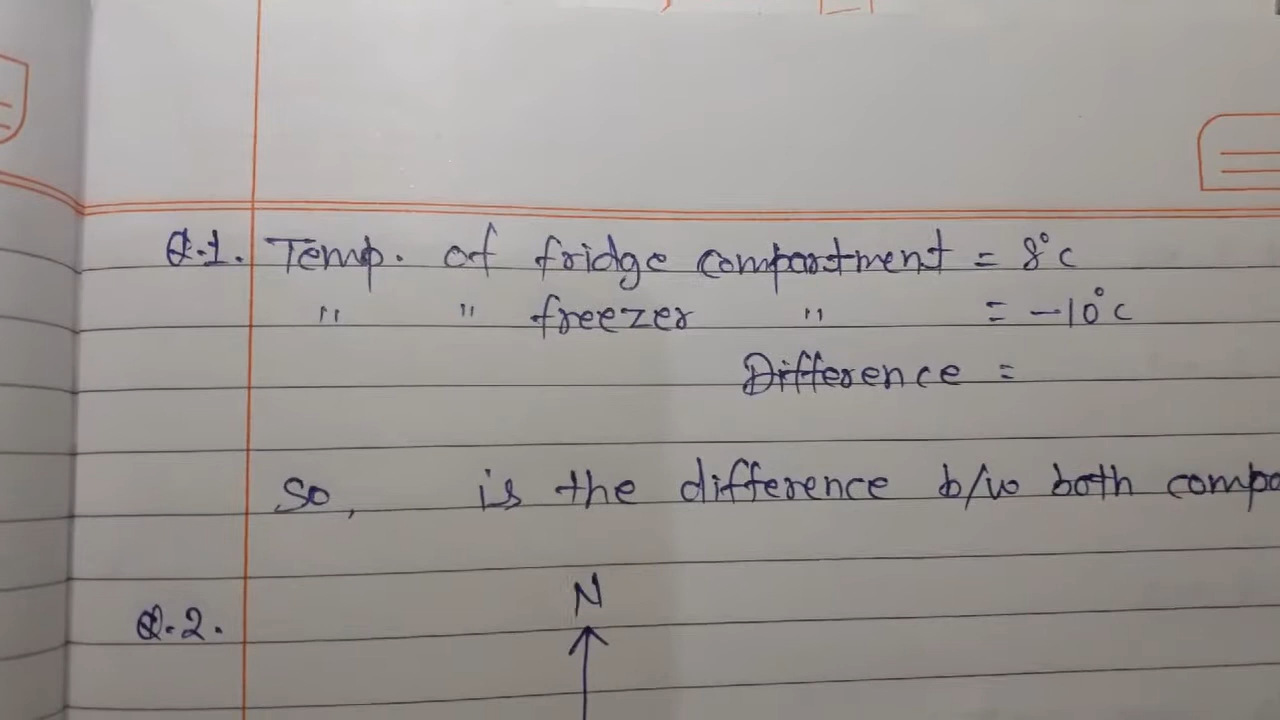 Q.1. Temp. of fridge compartment = 8°c
" " freezer " = -10°c
Difference =
So, is the difference b/w both compa
N
Q.2.